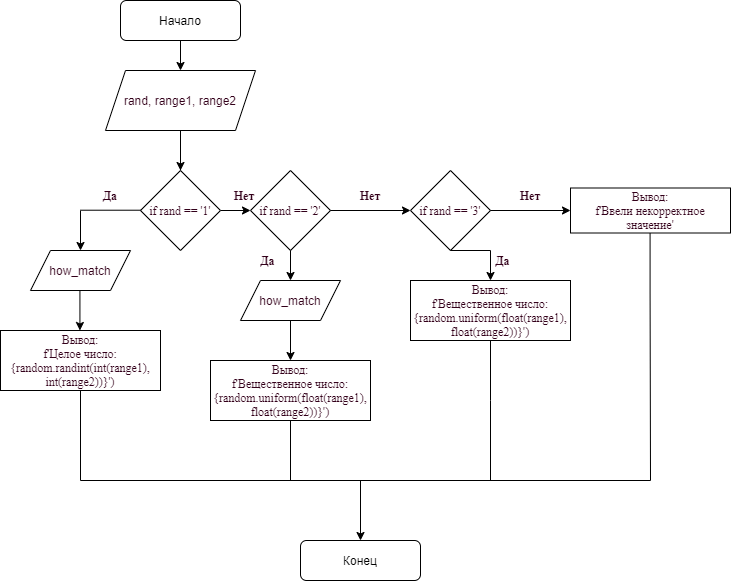 Начало
rand, range1, range2
Да
if rand == '1'
Нет
if rand == '2'
Нет
if rand == '3'
Нет
Вывод:
f'Ввели некорректное
значение'
how_match
Да
how_match
Да
Вывод:
f'Целое число:
{random.randint(int(range1),
int(range2))}')
Вывод:
f'Вещественное число:
{random.uniform(float(range1),
float(range2))}')
Вывод:
f'Вещественное число:
{random.uniform(float(range1),
float(range2))}')
Конец